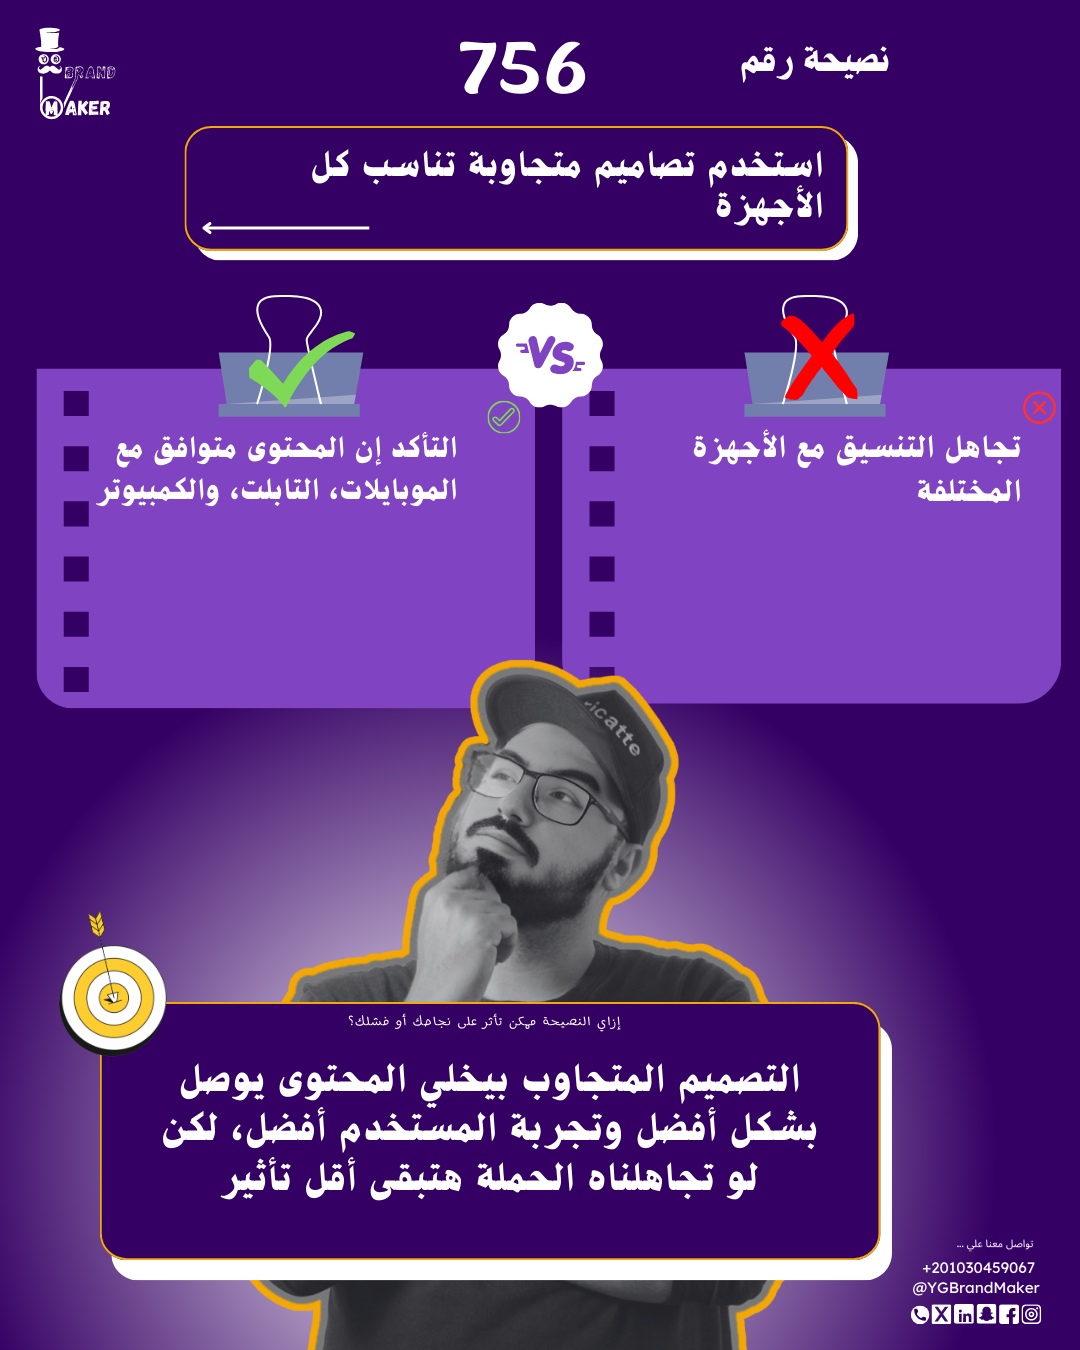 BRAND
MAKER
نصيحة رقم
756
استخدم تصاميم متجاوبة تناسب كل
الأجهزة
VS
تجاهل التنسيق مع الأجهزة
المختلفة
التأكد إن المحتوى متوافق مع
الموبايلات، التابلت، والكمبيوتر
icatte
إزاي النصيحة ممكن تأثر على نجاحك أو فشلك؟
التصميم المتجاوب بيخلي المحتوى يوصل
بشكل أفضل وتجربة المستخدم أفضل، لكن
لو تجاهلناه الحملة هتبقى أقل تأثير
تواصل معنا علي ...
+201030459067
@YGBrandMaker